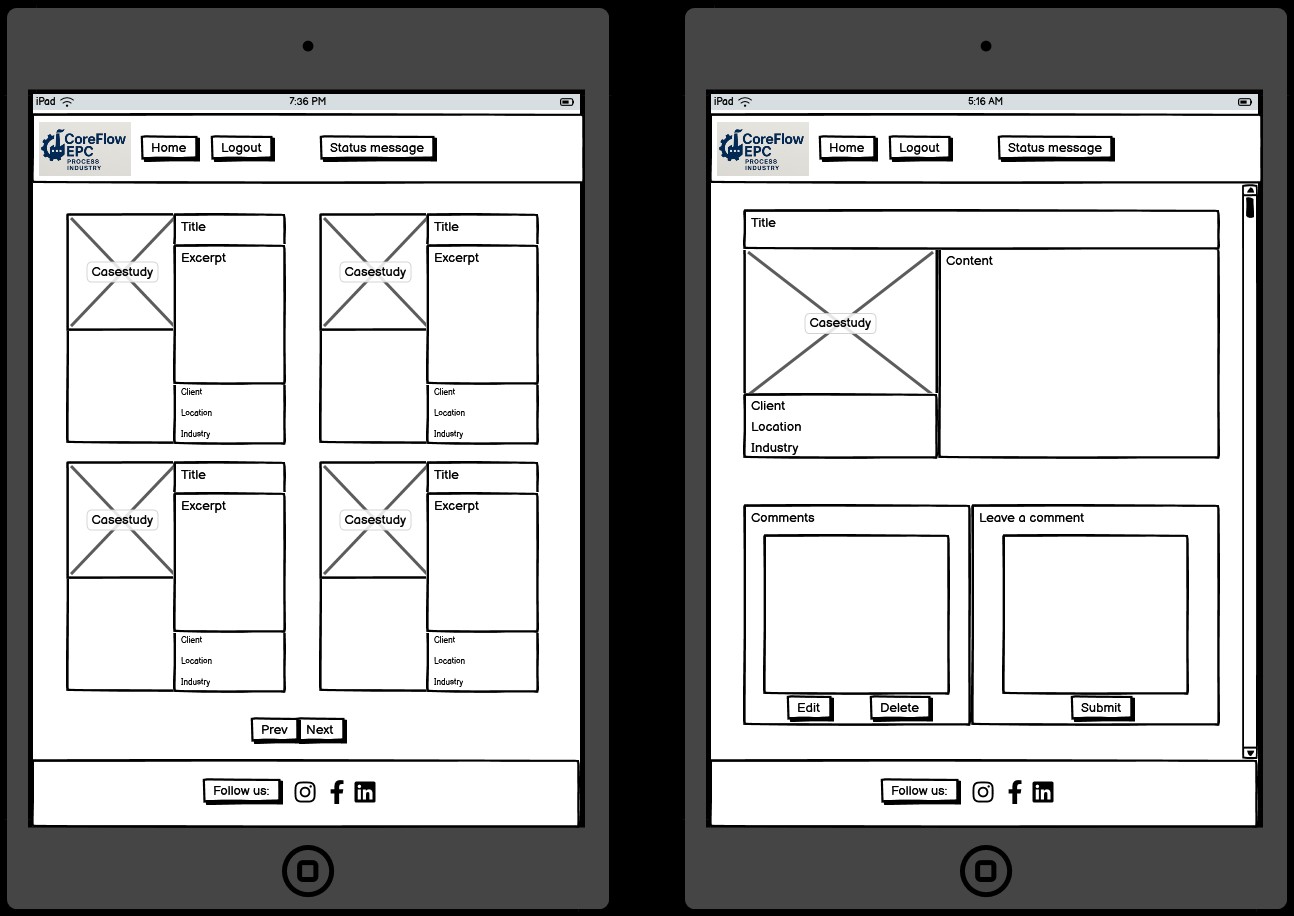 iPad
7:36 PM
CoreFlow
EPC
PROCESS
INDUSTRY
Home
Logout
Status message
Casestudy
Title
Excerpt
Client
Location
Industry
Casestudy
Title
Excerpt
Client
Location
Industry
Casestudy
Title
Excerpt
Client
Location
Industry
Casestudy
Title
Excerpt
Client
Location
Industry
Prev
Next
Follow us:
in
iPad
5:16 AM
CoreFlow
EPC
PROCESS
INDUSTRY
Home
Logout
Status message
Title
Casestudy
Content
Client
Location
Industry
Comments
Edit
Delete
Leave a comment
Submit
Follow us:
in